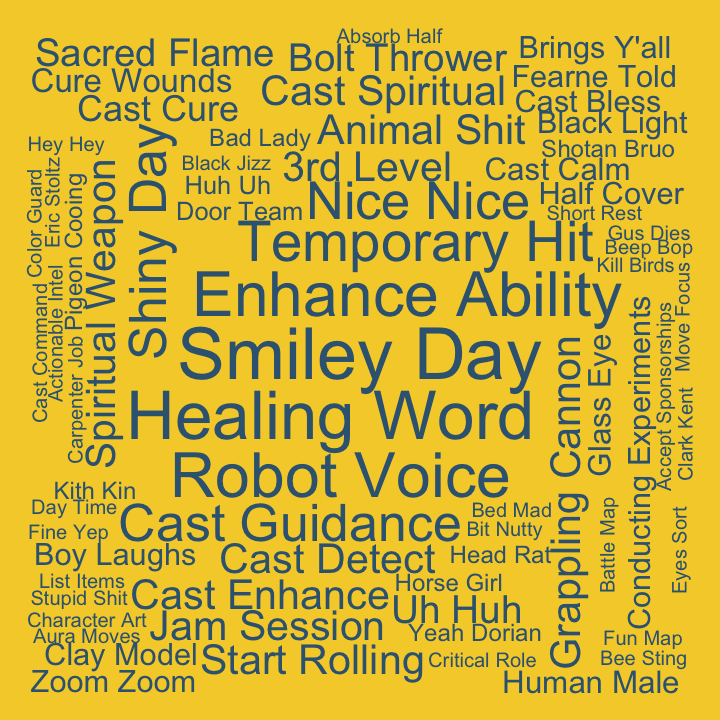 Absorb Half
Sacred Flame
Bolt Thrower
Brings Y'all
Cure Wounds
Cast Spiritual
Fearne Told
Cast Cure
Cast Bless
Animal Shit
Black Light
Hey Hey
Bad Lady
Shotan Bruo
Black Jizz
3rd Level
Cast Calm
Huh Uh
Half Cover
Door Team
Nice Nice
Short Rest
Temporary Hit
Gus Dies
Beep Bop
Kill Birds
Enhance Ability
Color Guard
Eric Stoltz
Pigeon Cooing
Spiritual Weapon
Shiny Day
Cast Command
Actionable Intel
Carpenter Job
Smiley Day
Healing Word
Robot Voice
Grappling Cannon
Glass Eye
Conducting Experiments
Accept Sponsorships
Move Focus
Clark Kent
Kith Kin
Day Time
Cast Guidance
Bed Mad
Fine Yep
Bit Nutty
Battle Map
Eyes Sort
Boy Laughs
Cast Detect
Head Rat
List Items
Horse Girl
Stupid Shit
Cast Enhance
Uh Huh
Character Art
Jam Session
Yeah Dorian
Aura Moves
Fun Map
Clay Model
Start Rolling
Critical Role
Bee Sting
Zoom Zoom
Human Male